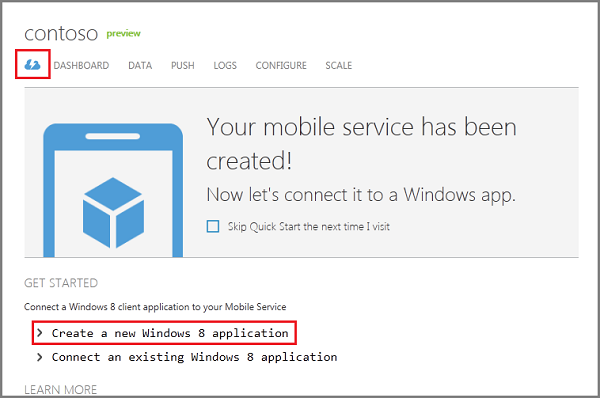 contoso preview
DASHBOARD DATA PUSH LOGS CONFIGURE SCALE
Your mobile service has been
created!
Now let's connect it to a Windows app.
Skip Quick Start the next time I visit
GET STARTED
Connect a Windows 8 client application to your Mobile Service
Create a new Windows 8 application
Connect an existing Windows 8 application
LEARN MORE